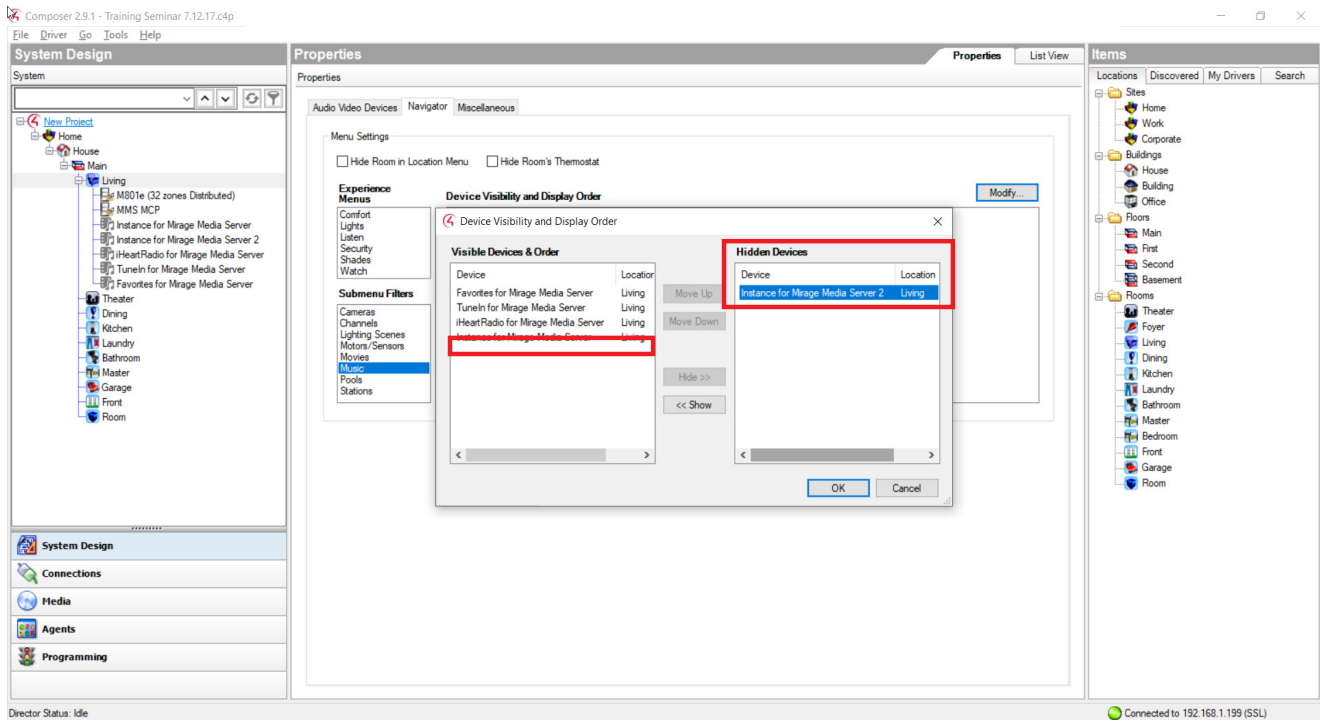 Composer 2.9.1 - Training Seminar 7.12.17.c4p
File Driver Go Tools Help
System Design
System
New Project
Home
House
Main
Living
M801e (32 zones Distributed)
MMS MCP
Instance for Mirage Media Server
Instance for Mirage Media Server 2
iHeartRadio for Mirage Media Server
TuneIn for Mirage Media Server
Favorites for Mirage Media Server
Theater
Dining
Kitchen
Laundry
Bathroom
Master
Garage
Front
Room
System Design
Connections
Media
Agents
Programming
Director Status: Idle
Properties
Properties List View
Properties
Audio Video Devices Navigator Miscellaneous
Menu Settings
Hide Room in Location Menu Hide Room's Thermostat
Experience Menus
Device Visibility and Display Order
Modify...
Comfort
Lights
Listen
Security
Shades
Watch
Submenu Filters
Cameras
Channels
Lighting Scenes
Motors/Sensors
Movies
Music
Pools
Stations
Device Visibility and Display Order
Visible Devices & Order
Device Location
Favorites for Mirage Media Server Living
TuneIn for Mirage Media Server Living
iHeartRadio for Mirage Media Server Living
Instance for Mirage Media Server Living
Move Up
Move Down
Hide >>
<< Show
Hidden Devices
Device Location
Instance for Mirage Media Server 2 Living
OK Cancel
Items
Locations Discovered My Drivers Search
Sites
Home
Work
Corporate
Buildings
House
Building
Office
Floors
Main
First
Second
Basement
Rooms
Theater
Foyer
Living
Dining
Kitchen
Laundry
Bathroom
Master
Bedroom
Front
Garage
Room
Connected to 192.168.1.199 (SSL)